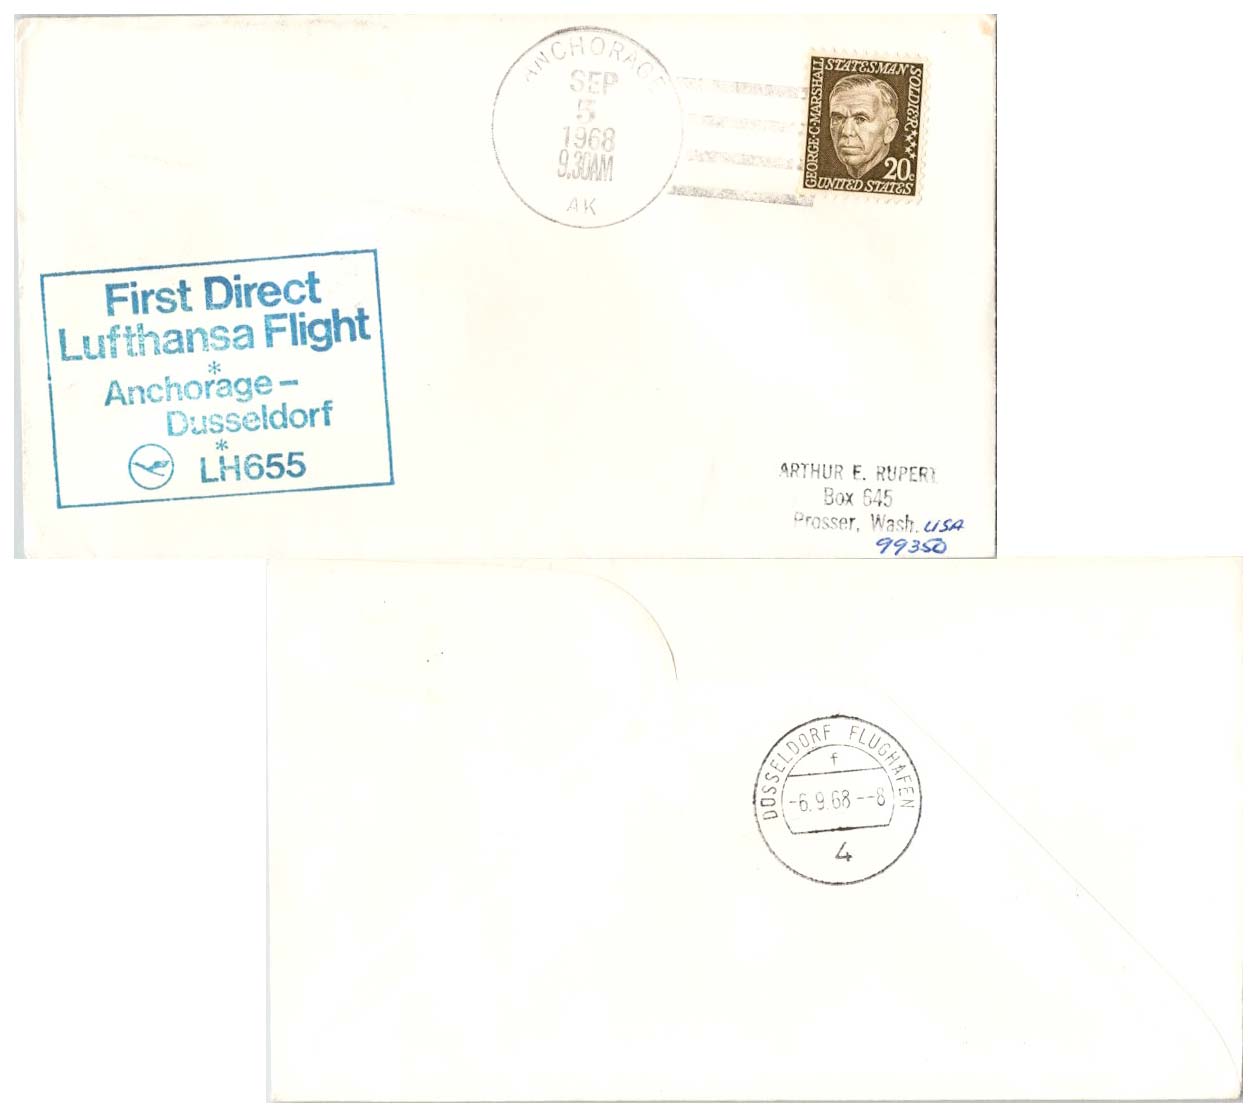 ANCHORAGE
SEP
5
1968
9.30AM
AK
GEORGE·C·MARSHALL
STATESMAN
SOLDIER
20c
UNITED STATES
First Direct
Lufthansa Flight
*
Anchorage –
Dusseldorf
*
LH655
ARTHUR E. RUPERT
Box 645
Prosser, Wash. USA
99350
DÜSSELDORF FLUGHAFEN
f
-6.9.68--8
4